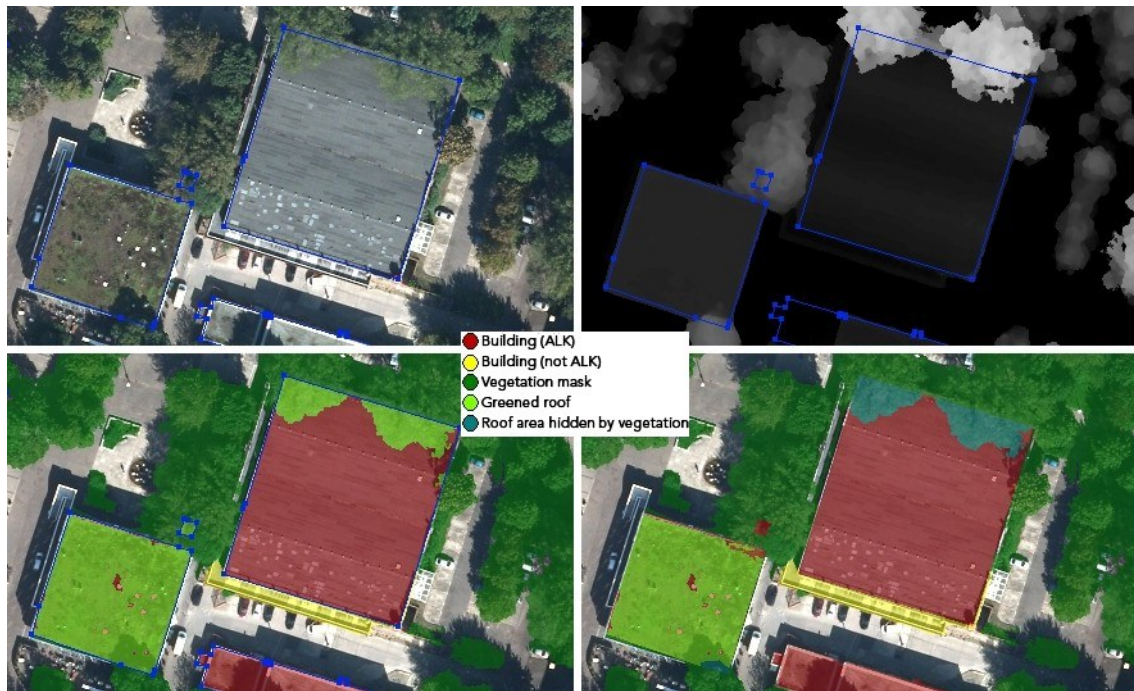 Building (ALK)
Building (not ALK)
Vegetation mask
Greened roof
Roof area hidden by vegetation